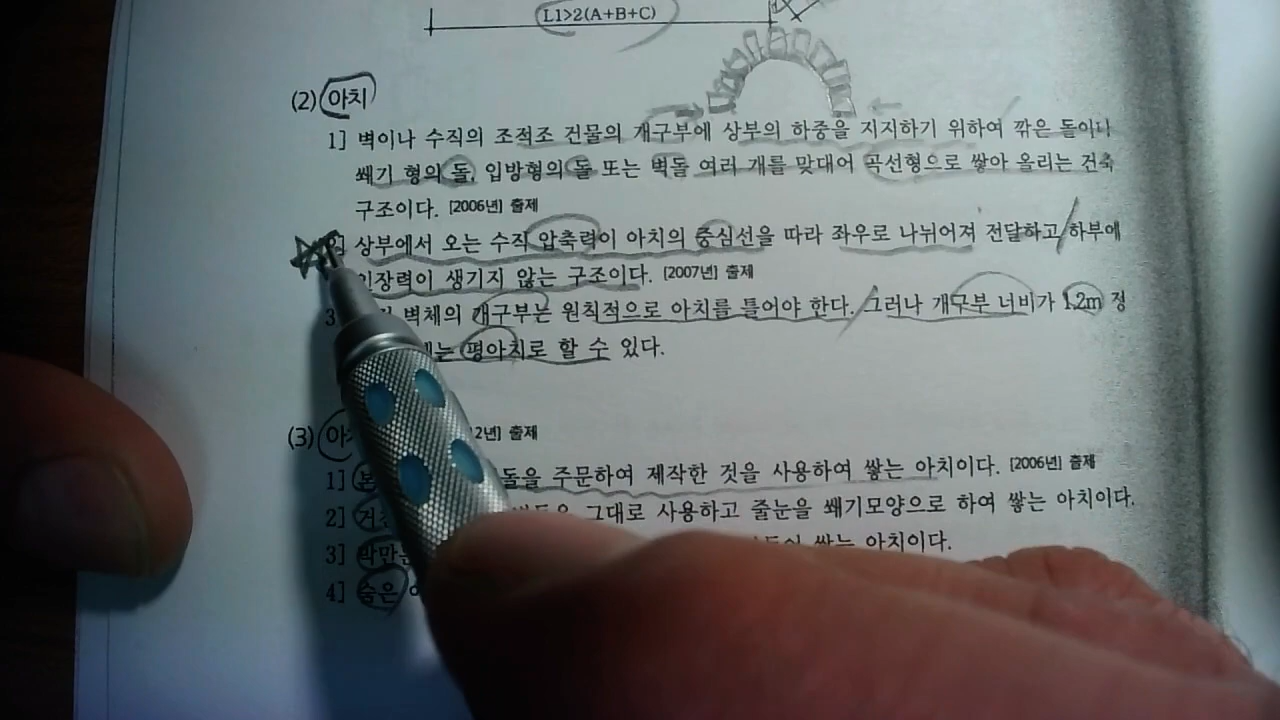 L1>2(A+B+C)
(2) 아치
1] 벽이나 수직의 조적조 건물의 개구부에 상부의 하중을 지지하기 위하여 깎은 돌이나
쐐기 형의 돌, 입방형의 돌 또는 벽돌 여러 개를 맞대어 곡선형으로 쌓아 올리는 건축
구조이다. [2006년] 출제
상부에서 오는 수직 압축력이 아치의 중심선을 따라 좌우로 나뉘어져 전달하고 하부에
인장력이 생기지 않는 구조이다. [2007년] 출제
3 벽체의 개구부는 원칙적으로 아치를 틀어야 한다. 그러나 개구부 너비가 1.2m 정
는 평아치로 할 수 있다.
(3) 아 2년] 출제
1] 본 돌을 주문하여 제작한 것을 사용하여 쌓는 아치이다. [2006년] 출제
2] 거친 그대로 사용하고 줄눈을 쐐기모양으로 하여 쌓는 아치이다.
3] 막만든 쌓는 아치이다.
4] 숨은